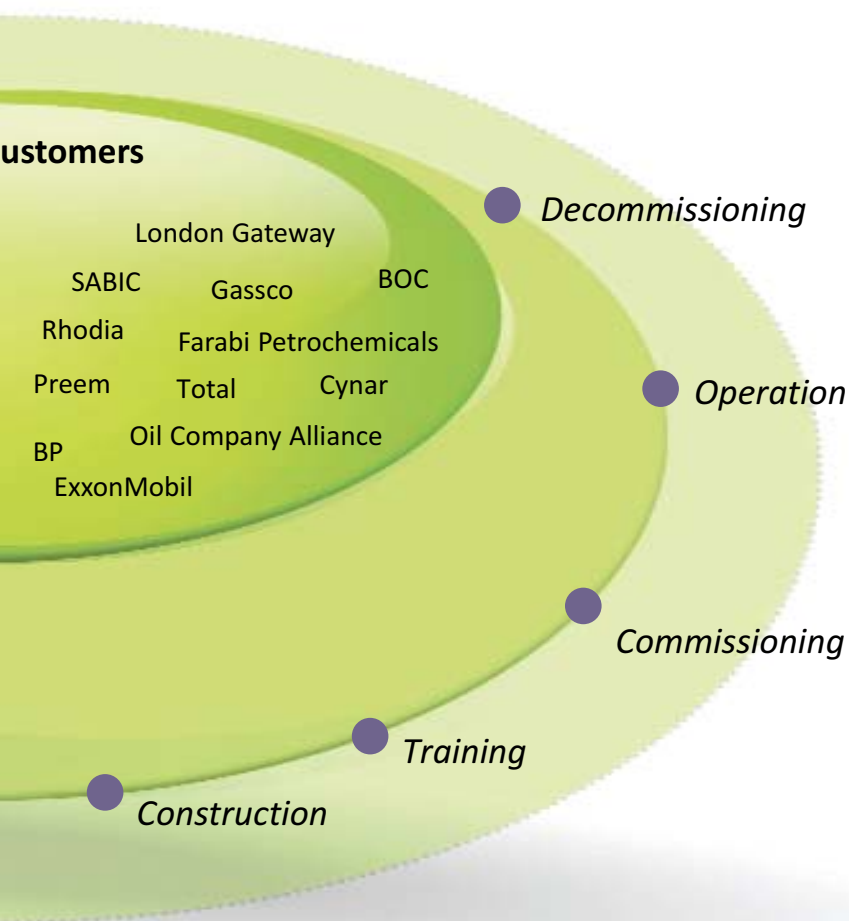 ustomers
London Gateway
SABIC Gassco BOC
Rhodia Farabi Petrochemicals
Preem Total Cynar
BP Oil Company Alliance
ExxonMobil
Decommissioning
Operation
Commissioning
Training
Construction